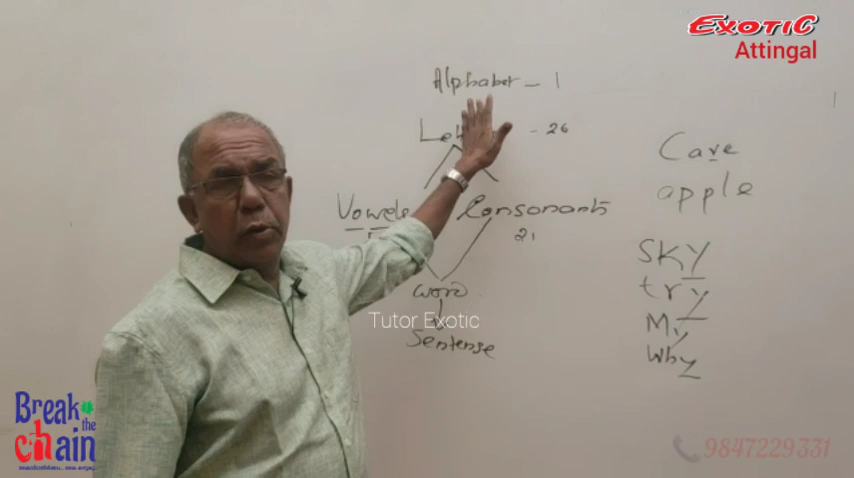 EXOTIC
Attingal
Alphabet - 1
- 26
Vowels Consonants
21
word
Sentense
Care
apple
SKY
try
My
Why
Tutor Exotic
Break
the
chain
9847229331